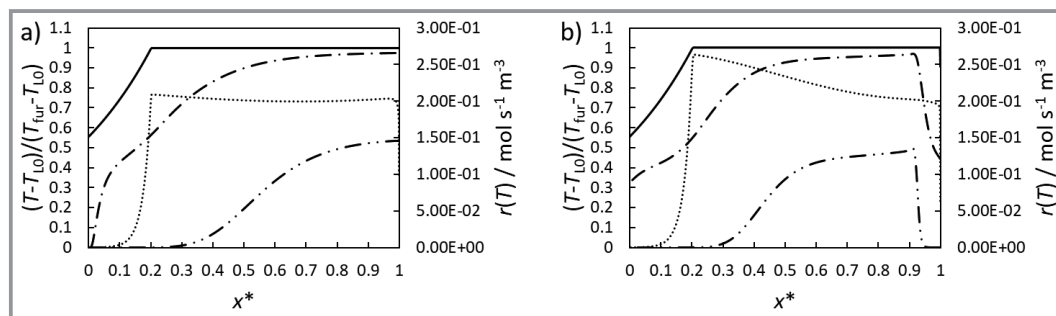 a)
(T-T_L0)/(T_fur-T_L0)
1.1
1
0.9
0.8
0.7
0.6
0.5
0.4
0.3
0.2
0.1
0
3.00E-01
2.50E-01
2.00E-01
1.50E-01
1.00E-01
5.00E-02
0.00E+00
r(T) / mol s⁻¹ m⁻³
0 0.1 0.2 0.3 0.4 0.5 0.6 0.7 0.8 0.9 1
x*
b)
(T-T_L0)/(T_fur-T_L0)
1.1
1
0.9
0.8
0.7
0.6
0.5
0.4
0.3
0.2
0.1
0
3.00E-01
2.50E-01
2.00E-01
1.50E-01
1.00E-01
5.00E-02
0.00E+00
r(T) / mol s⁻¹ m⁻³
0 0.1 0.2 0.3 0.4 0.5 0.6 0.7 0.8 0.9 1
x*